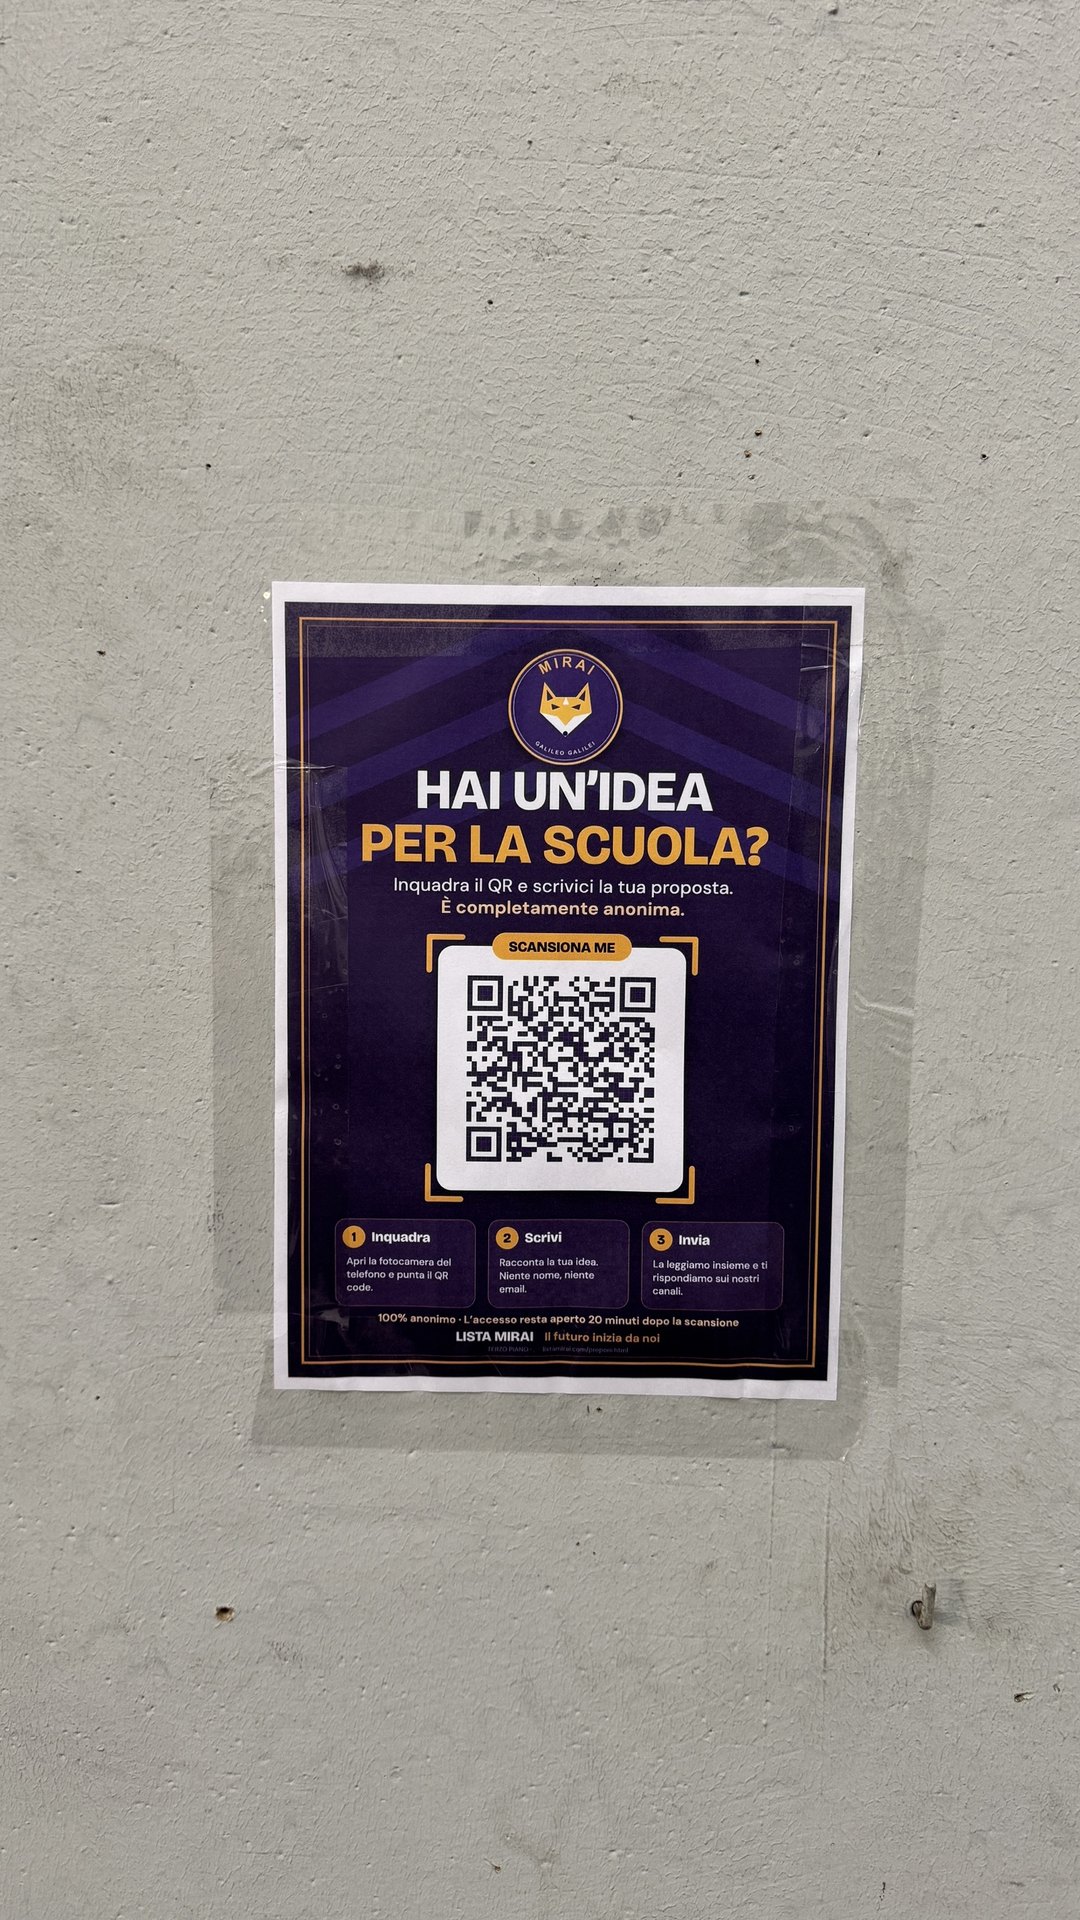 MIRAI
GALILEO GALILEI
HAI UN'IDEA
PER LA SCUOLA?
Inquadra il QR e scrivici la tua proposta.
È completamente anonima.
SCANSIONA ME
1 Inquadra
Apri la fotocamera del
telefono e punta il QR
code.
2 Scrivi
Racconta la tua idea.
Niente nome, niente
email.
3 Invia
La leggiamo insieme e ti
rispondiamo sui nostri
canali.
100% anonimo · L'accesso resta aperto 20 minuti dopo la scansione
LISTA MIRAI Il futuro inizia da noi
TERZO PIANO